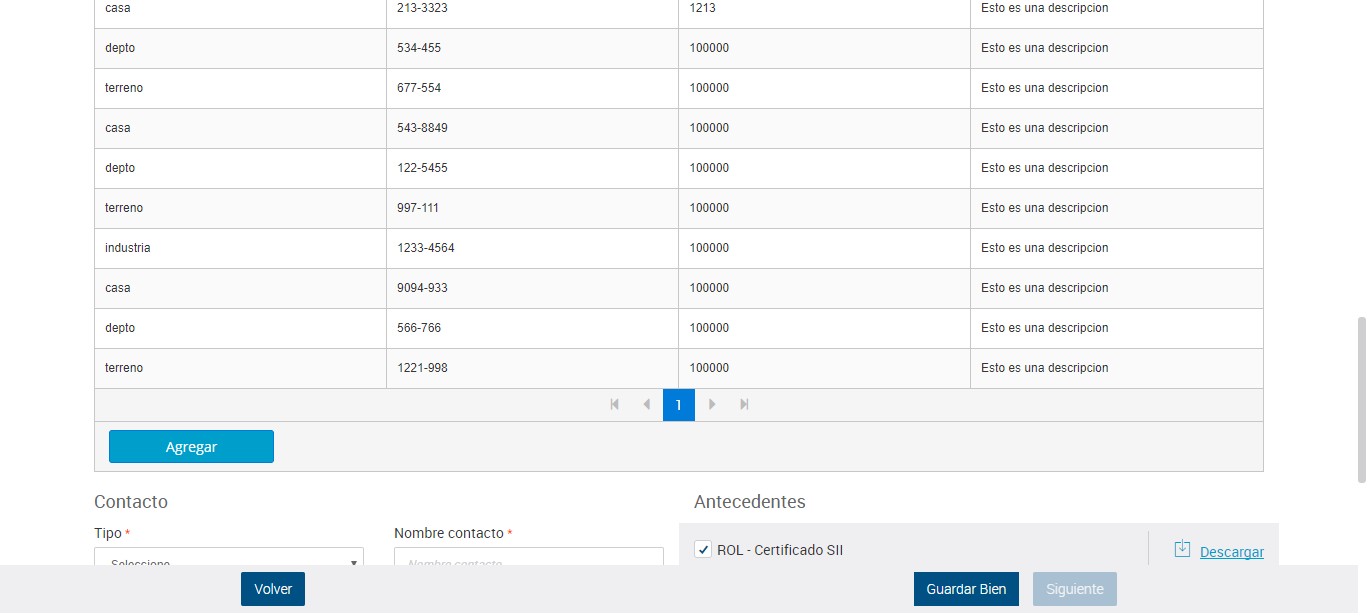 casa 213-3323 1213 Esto es una descripcion
depto 534-455 100000 Esto es una descripcion
terreno 677-554 100000 Esto es una descripcion
casa 543-8849 100000 Esto es una descripcion
depto 122-5455 100000 Esto es una descripcion
terreno 997-111 100000 Esto es una descripcion
industria 1233-4564 100000 Esto es una descripcion
casa 9094-933 100000 Esto es una descripcion
depto 566-766 100000 Esto es una descripcion
terreno 1221-998 100000 Esto es una descripcion
1
Agregar
Contacto Antecedentes
Tipo * Nombre contacto *
ROL - Certificado SII Descargar
Seleccione Nombre contacto
Volver Guardar Bien Siguiente